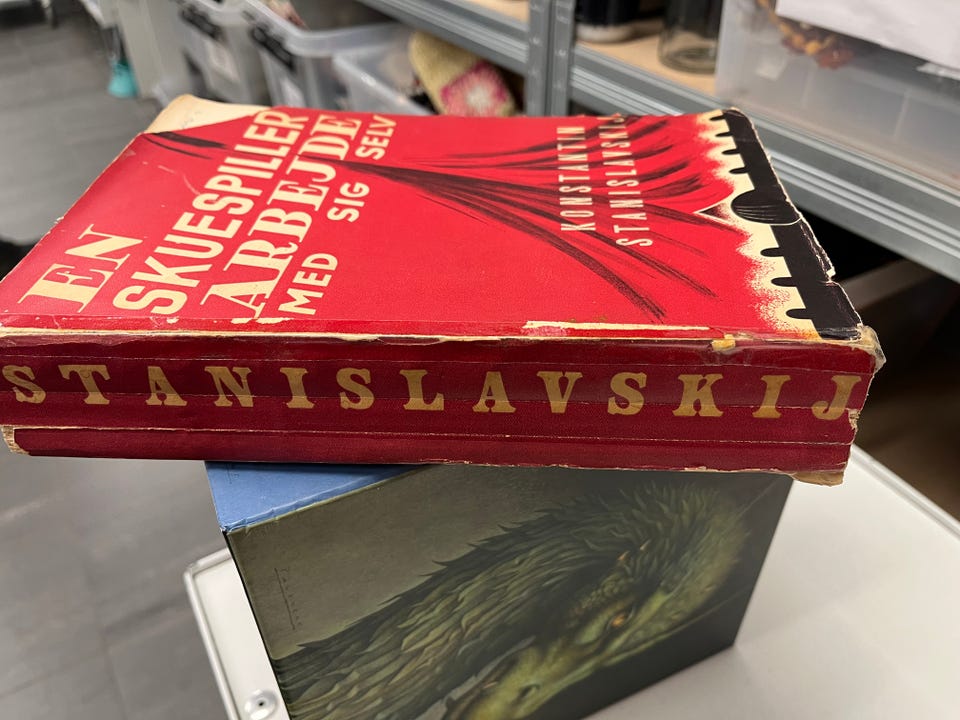 EN
SKUESPILLER
ARBEJDE
MED SIG SELV
KONSTANTIN
STANISLAVSKIJ
STANISLAVSKIJ